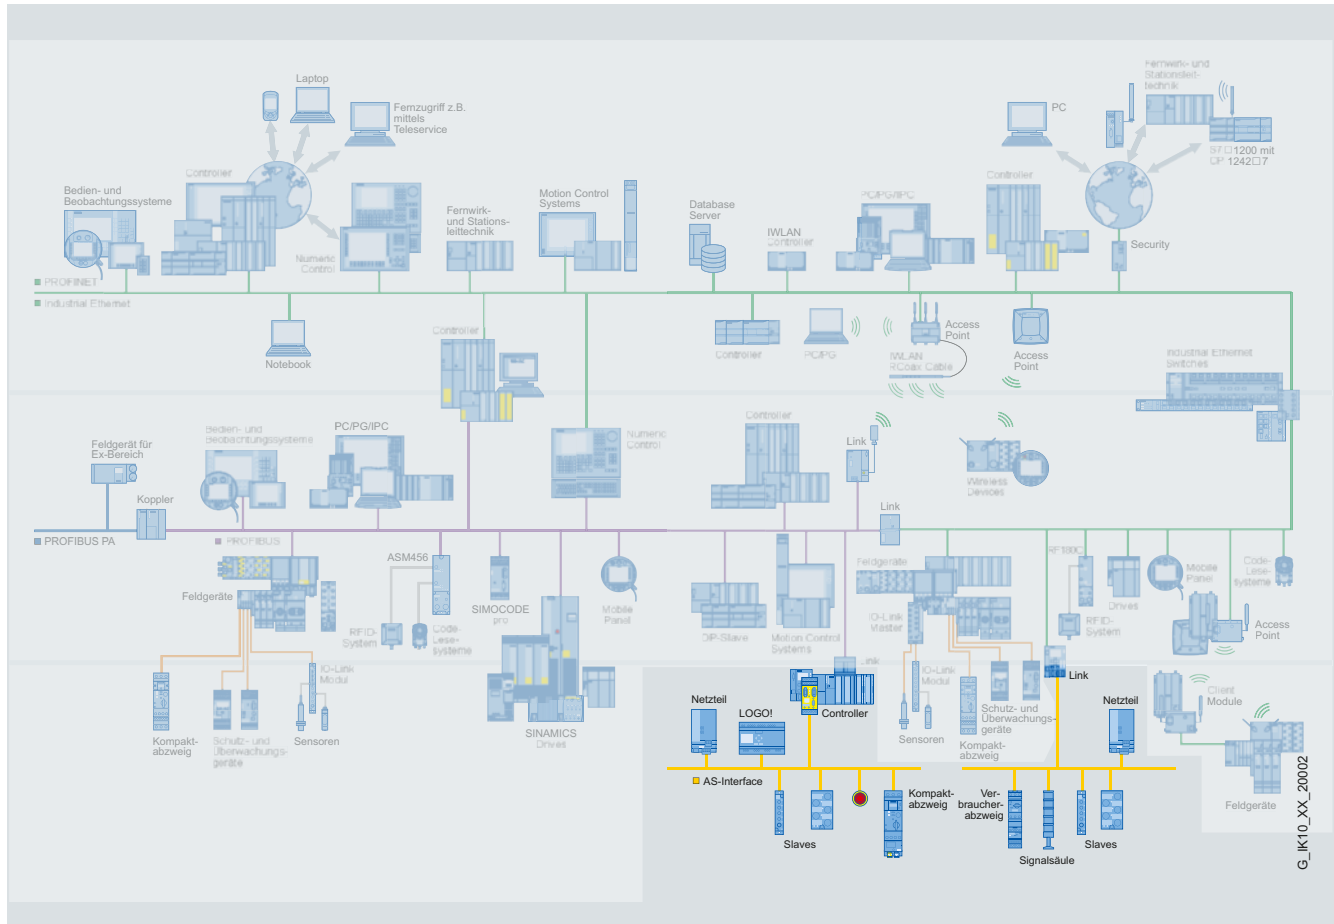 Laptop
Fernzugriff z.B.
mittels
Teleservice
Controller
Bedien- und
Beobachtungssysteme
Numeric
Control
Fernwirk-
und Stations-
leittechnik
Motion Control
Systems
Database
Server
IWLAN
Controller
PC/PG/IPC
Controller
PC
Fernwirk- und
Stationsleit-
technik
S7□1200 mit
CP 1242□7
Security
PROFINET
Industrial Ethernet
Notebook
Controller
Controller
PC/PG
IWLAN
RCoax Cable
Access
Point
Access
Point
Industrial Ethernet
Switches
Feldgerät für
Ex-Bereich
Koppler
Bedien- und
Beobachtungssysteme
PC/PG/IPC
Numeric
Control
Controller
Link
Wireless
Devices
Link
PROFIBUS PA
PROFIBUS
Feldgeräte
ASM456
RFID-
System
Code-
Lese-
systeme
SIMOCODE
pro
Mobile
Panel
DP-Slave
Motion Control
Systems
Feldgeräte
IO-Link
Master
RF180C
RFID-
System
Drives
Mobile
Panel
Code-
Lese-
systeme
Access
Point
Kompakt-
abzweig
Schutz- und
Überwachungs-
geräte
IO-Link
Modul
Sensoren
SINAMICS
Drives
Link
Netzteil
LOGO!
Controller
IO-Link
Modul
Sensoren
Kompakt-
abzweig
Schutz- und
Überwachungs-
geräte
Link
Netzteil
Client
Module
Feldgeräte
AS-Interface
Slaves
Kompakt-
abzweig
Ver-
braucher-
abzweig
Signalsäule
Slaves
G_IK10_XX_20002